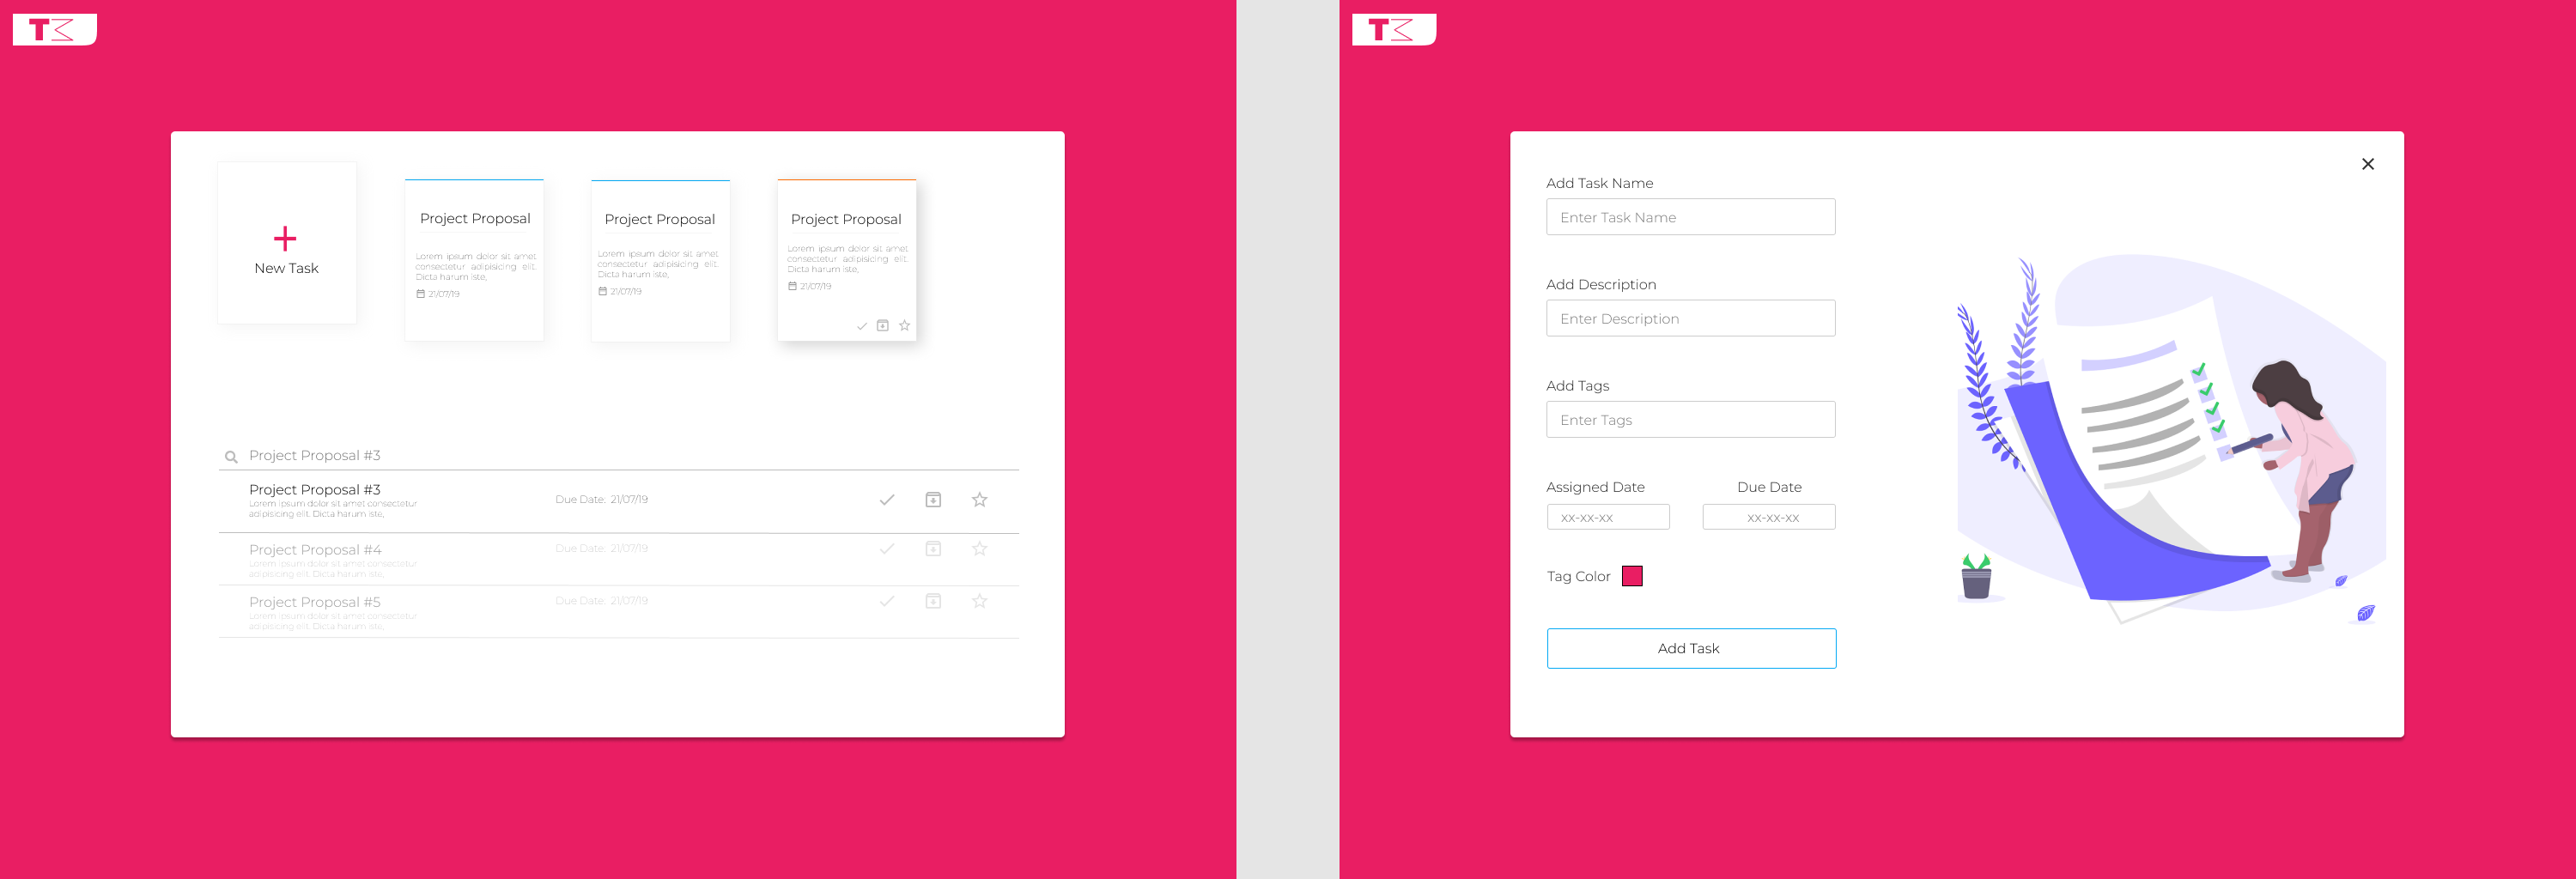 TM
New Task
Project Proposal
Lorem ipsum dolor sit amet
consectetur adipisicing elit.
Dicta harum iste,
21/07/19
Project Proposal
Lorem ipsum dolor sit amet
consectetur adipisicing elit.
Dicta harum iste,
21/07/19
Project Proposal
Lorem ipsum dolor sit amet
consectetur adipisicing elit.
Dicta harum iste,
21/07/19
Project Proposal #3
Project Proposal #3
Lorem ipsum dolor sit amet consectetur
adipisicing elit. Dicta harum iste,
Due Date: 21/07/19
Project Proposal #4
Lorem ipsum dolor sit amet consectetur
adipisicing elit. Dicta harum iste,
Due Date: 21/07/19
Project Proposal #5
Lorem ipsum dolor sit amet consectetur
adipisicing elit. Dicta harum iste,
Due Date: 21/07/19
TM
Add Task Name
Enter Task Name
Add Description
Enter Description
Add Tags
Enter Tags
Assigned Date
Due Date
xx-xx-xx
xx-xx-xx
Tag Color
Add Task